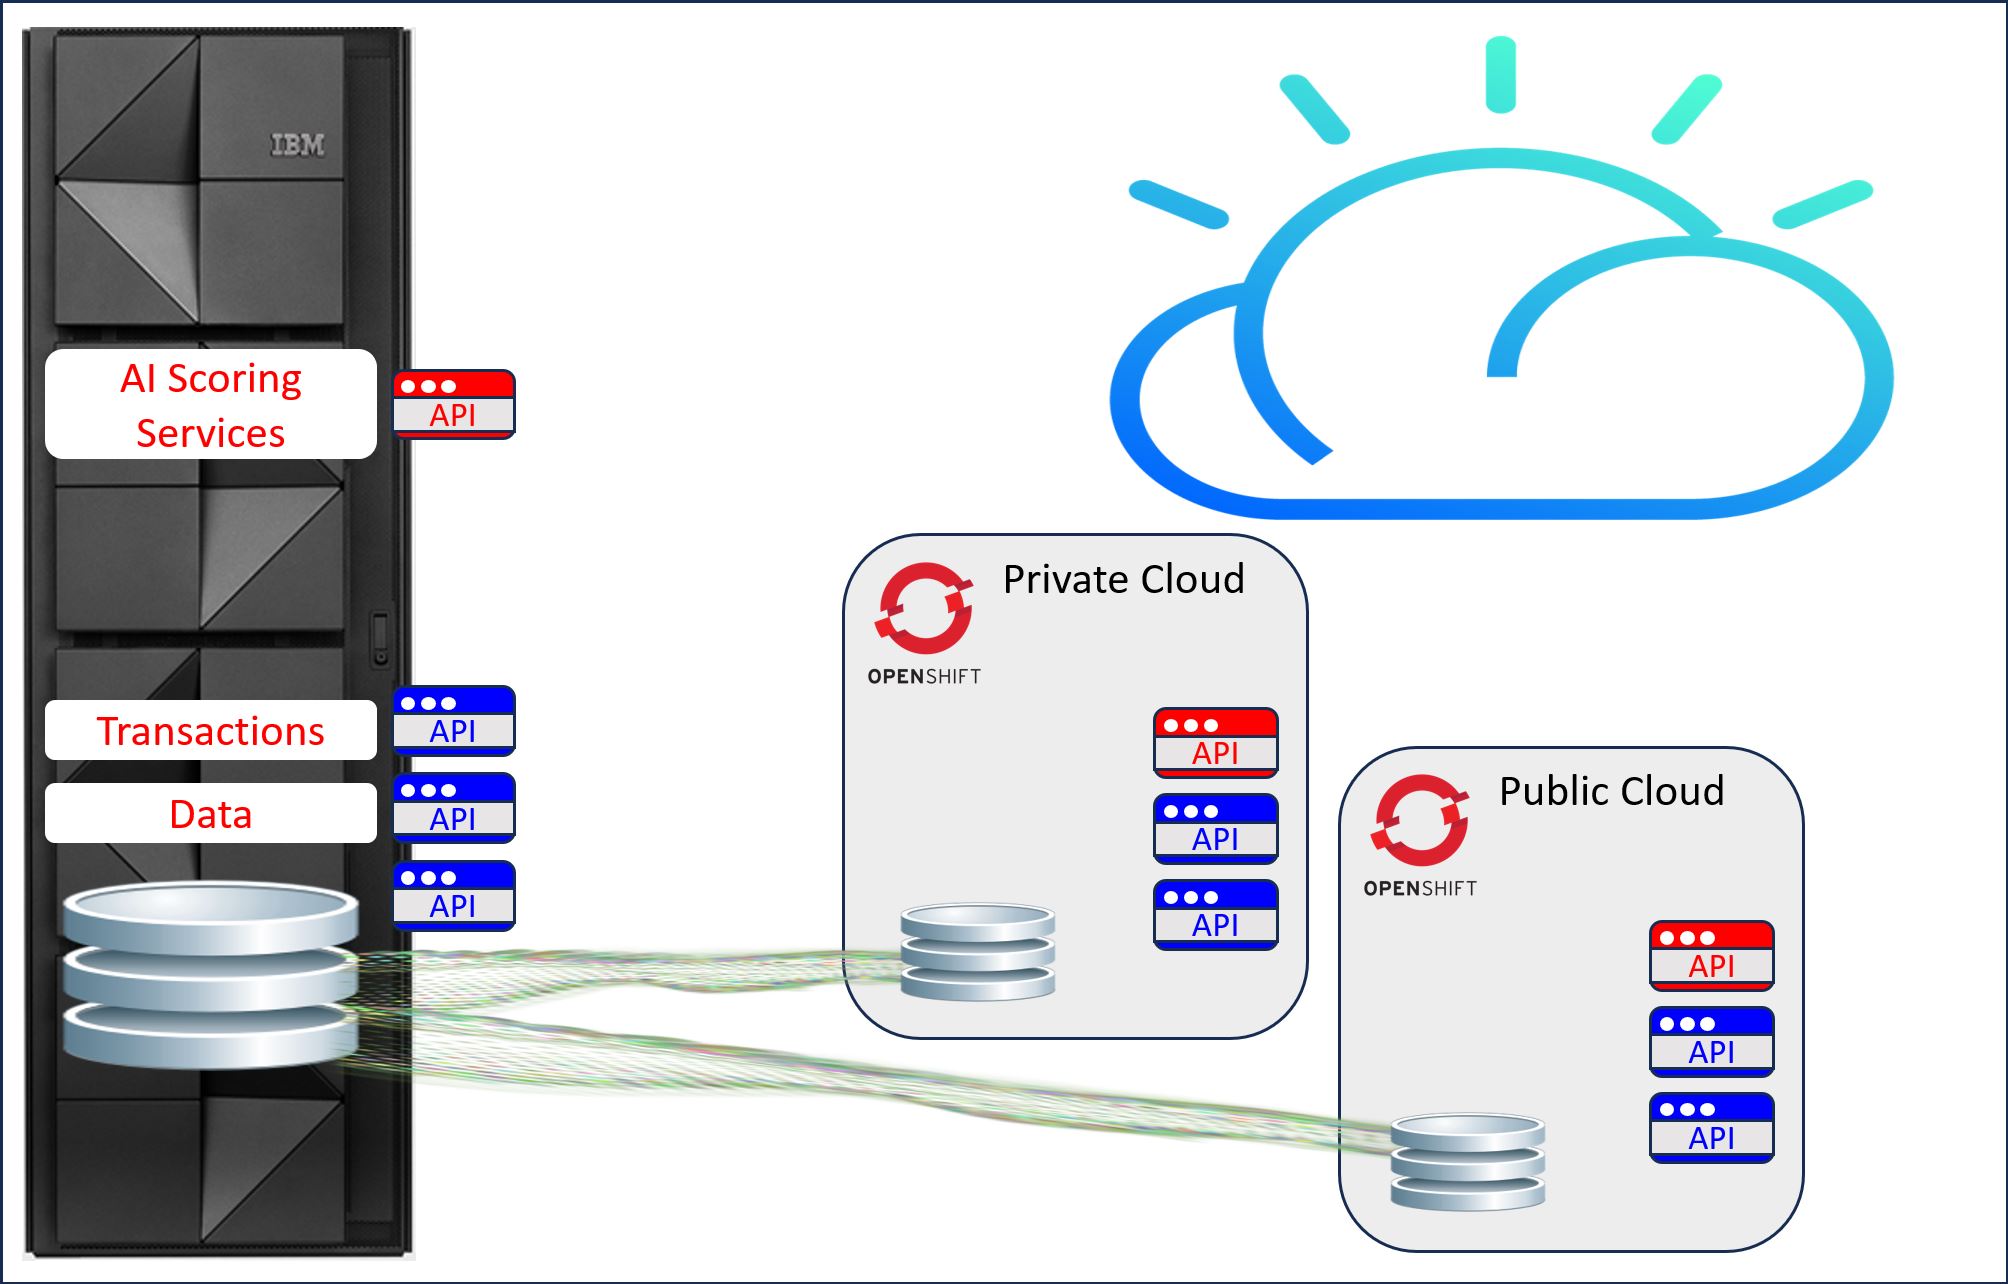 IBM
AI Scoring
Services
API
Transactions
API
Data
API
API
Private Cloud
OPENSHIFT
API
API
API
Public Cloud
OPENSHIFT
API
API
API